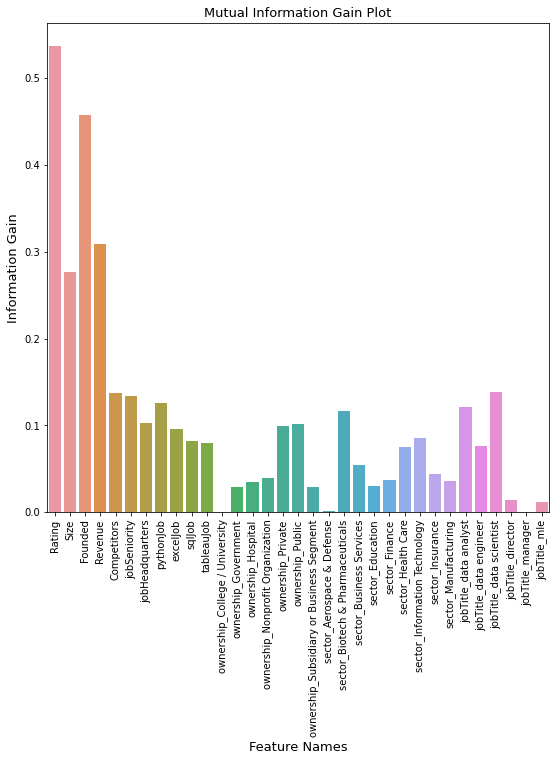 Mutual Information Gain Plot
Information Gain
0.5
0.4
0.3
0.2
0.1
0.0
Rating
Size
Founded
Revenue
Competitors
jobSeniority
jobHeadquarters
pythonJob
excelJob
sqlJob
tableauJob
ownership_College / University
ownership_Government
ownership_Hospital
ownership_Nonprofit Organization
ownership_Private
ownership_Public
ownership_Subsidiary or Business Segment
sector_Aerospace & Defense
sector_Biotech & Pharmaceuticals
sector_Business Services
sector_Education
sector_Finance
sector_Health Care
sector_Information Technology
sector_Insurance
sector_Manufacturing
jobTitle_data analyst
jobTitle_data engineer
jobTitle_data scientist
jobTitle_director
jobTitle_manager
jobTitle_mle
Feature Names